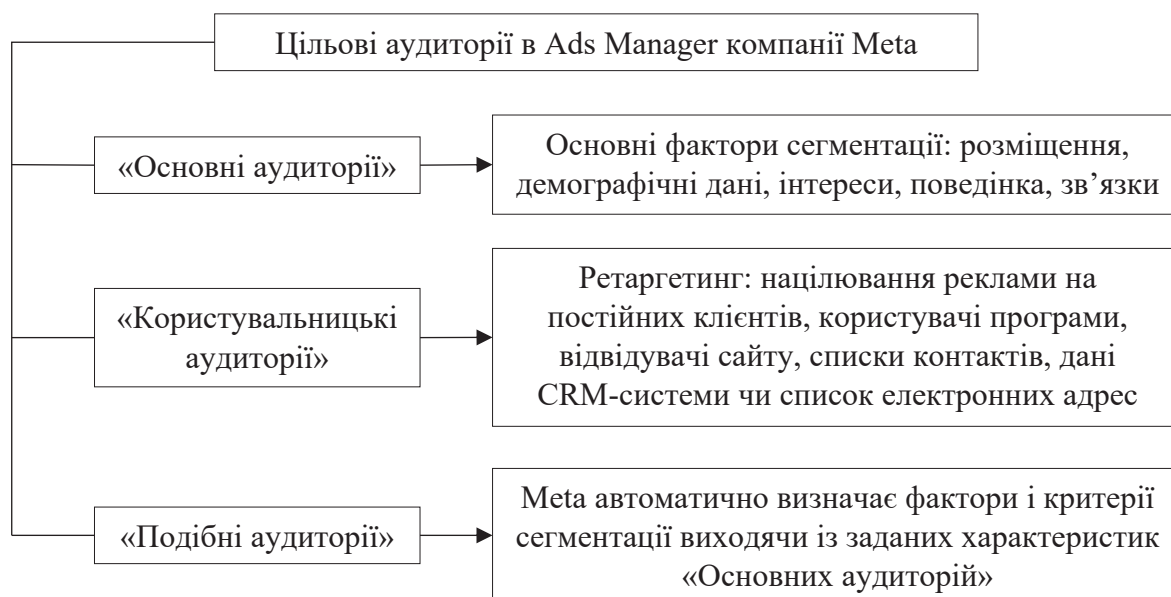 Цільові аудиторії в Ads Manager компанії Meta
«Основні аудиторії»
Основні фактори сегментації: розміщення,
демографічні дані, інтереси, поведінка, зв’язки
«Користувальницькі
аудиторії»
Ретаргетинг: націлювання реклами на
постійних клієнтів, користувачі програми,
відвідувачі сайту, списки контактів, дані
CRM-системи чи список електронних адрес
«Подібні аудиторії»
Meta автоматично визначає фактори і критерії
сегментації виходячи із заданих характеристик
«Основних аудиторій»